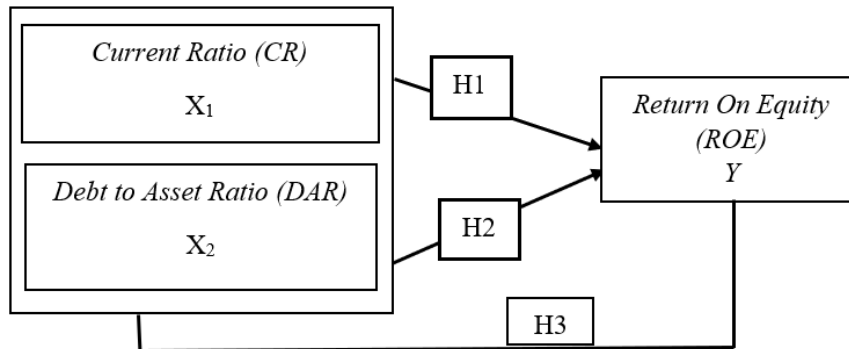 Current Ratio (CR)
X₁
H1
Return On Equity
(ROE)
Y
Debt to Asset Ratio (DAR)
X₂
H2
H3